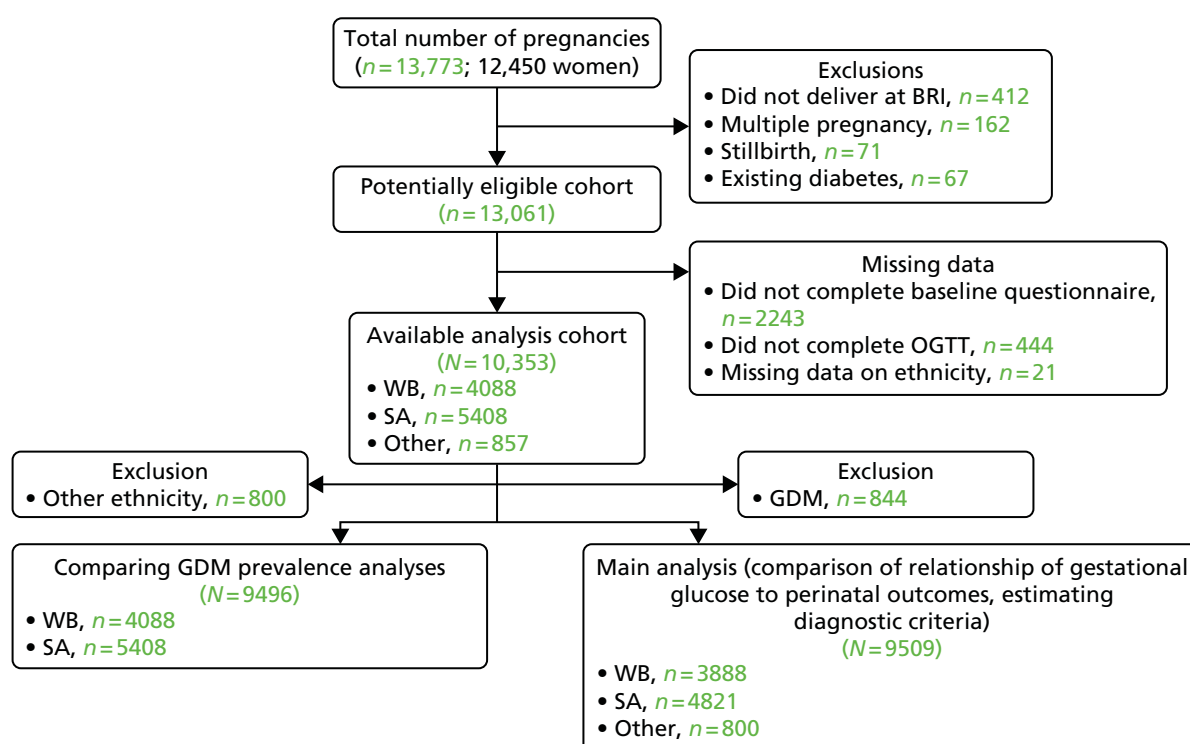 Total number of pregnancies
(n=13,773; 12,450 women)
Exclusions
• Did not deliver at BRI, n=412
• Multiple pregnancy, n=162
• Stillbirth, n=71
• Existing diabetes, n=67
Potentially eligible cohort
(n=13,061)
Missing data
• Did not complete baseline questionnaire,
n=2243
• Did not complete OGTT, n=444
• Missing data on ethnicity, n=21
Available analysis cohort
(N=10,353)
• WB, n=4088
• SA, n=5408
• Other, n=857
Exclusion
• Other ethnicity, n=800
Exclusion
• GDM, n=844
Comparing GDM prevalence analyses
(N=9496)
• WB, n=4088
• SA, n=5408
Main analysis (comparison of relationship of gestational
glucose to perinatal outcomes, estimating
diagnostic criteria)
(N=9509)
• WB, n=3888
• SA, n=4821
• Other, n=800